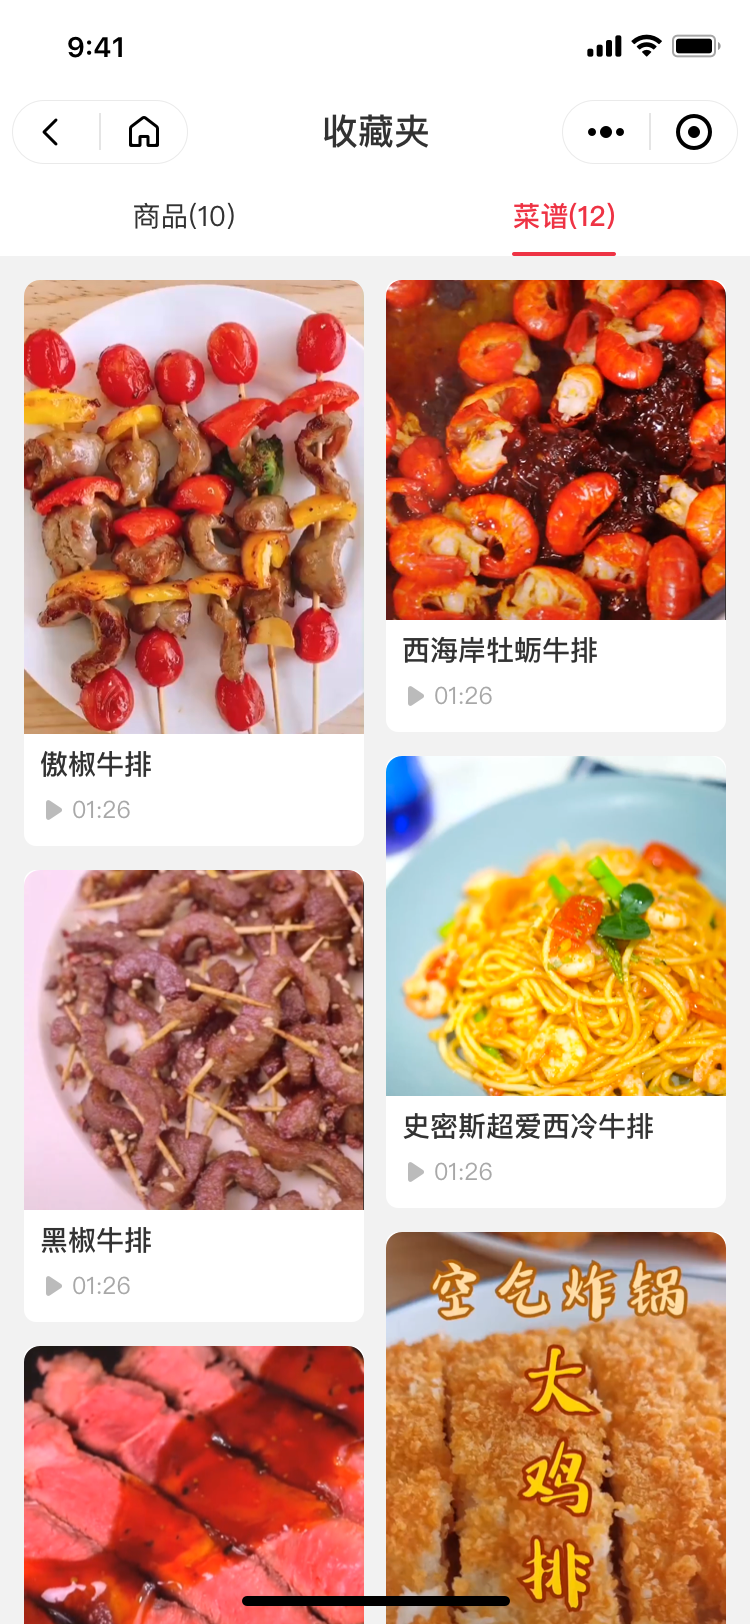 9:41
收藏夹
商品(10)
菜谱(12)
傲椒牛排
01:26
西海岸牡蛎牛排
01:26
黑椒牛排
01:26
史密斯超爱西冷牛排
01:26
空气炸锅
大
鸡
排